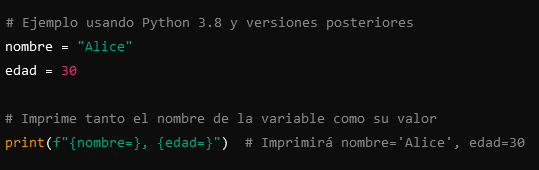 # Ejemplo usando Python 3.8 y versiones posteriores
nombre = "Alice"
edad = 30
# Imprime tanto el nombre de la variable como su valor
print(f"{nombre=}, {edad=}")  # Imprimirá nombre='Alice', edad=30